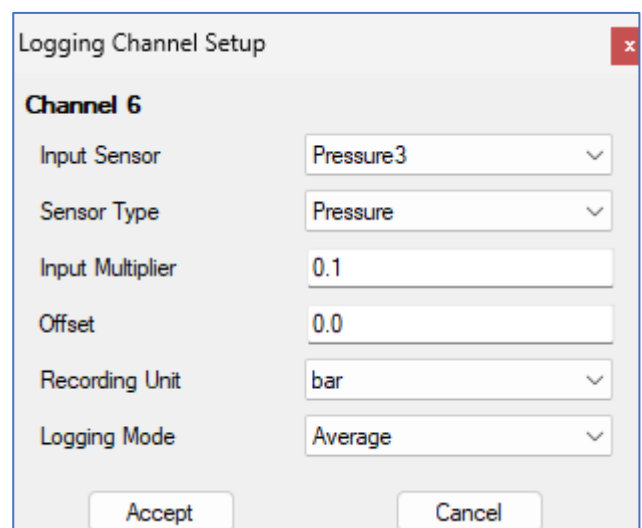 Logging Channel Setup x
Channel 6
Input Sensor Pressure3
Sensor Type Pressure
Input Multiplier 0.1
Offset 0.0
Recording Unit bar
Logging Mode Average
Accept Cancel